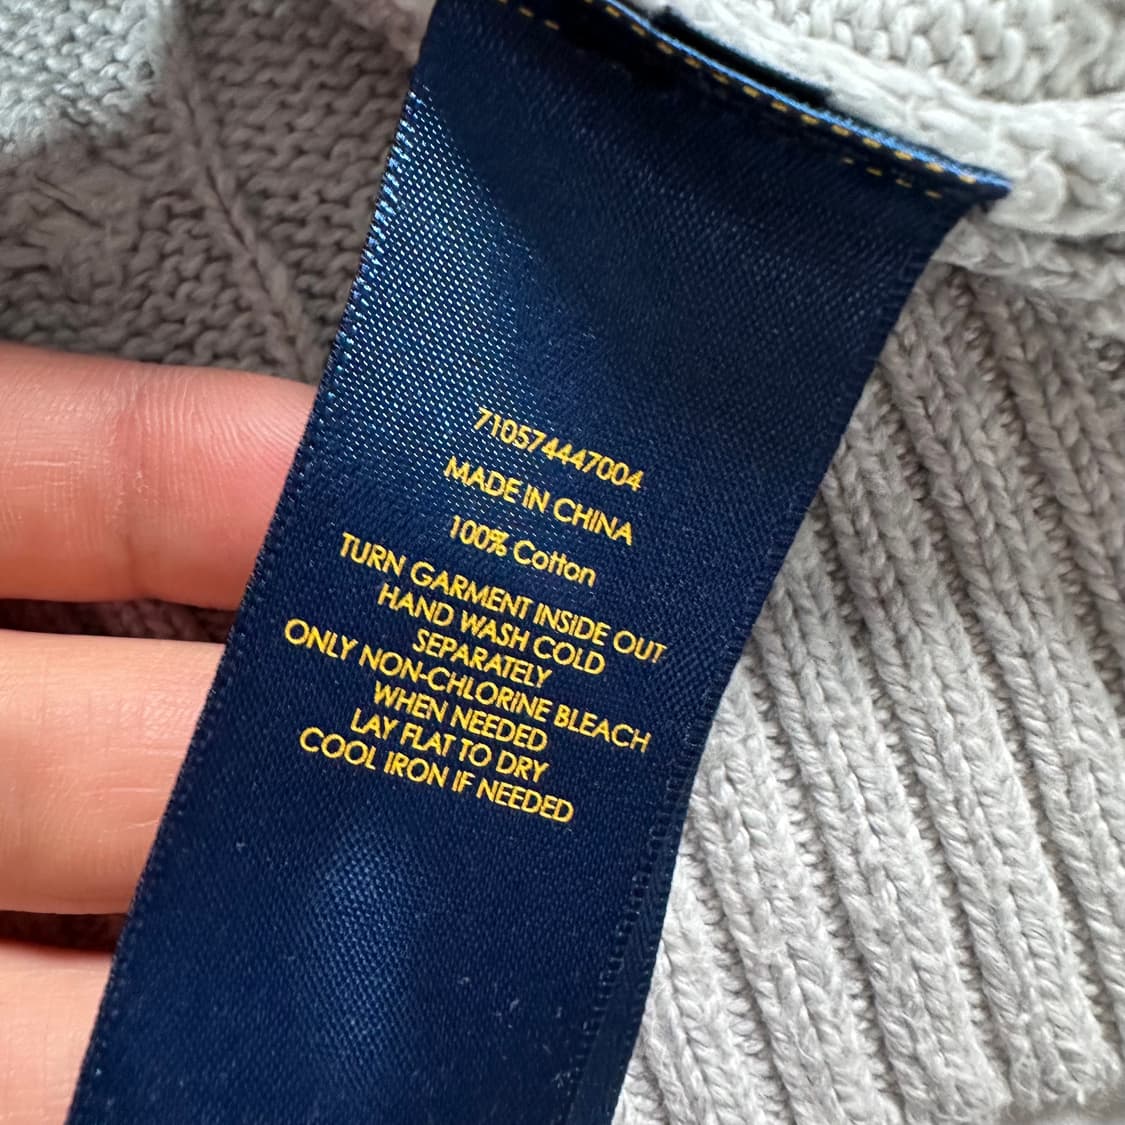 710574447004
MADE IN CHINA
100% Cotton
TURN GARMENT INSIDE OUT
HAND WASH COLD
SEPARATELY
ONLY NON-CHLORINE BLEACH
WHEN NEEDED
LAY FLAT TO DRY
COOL IRON IF NEEDED